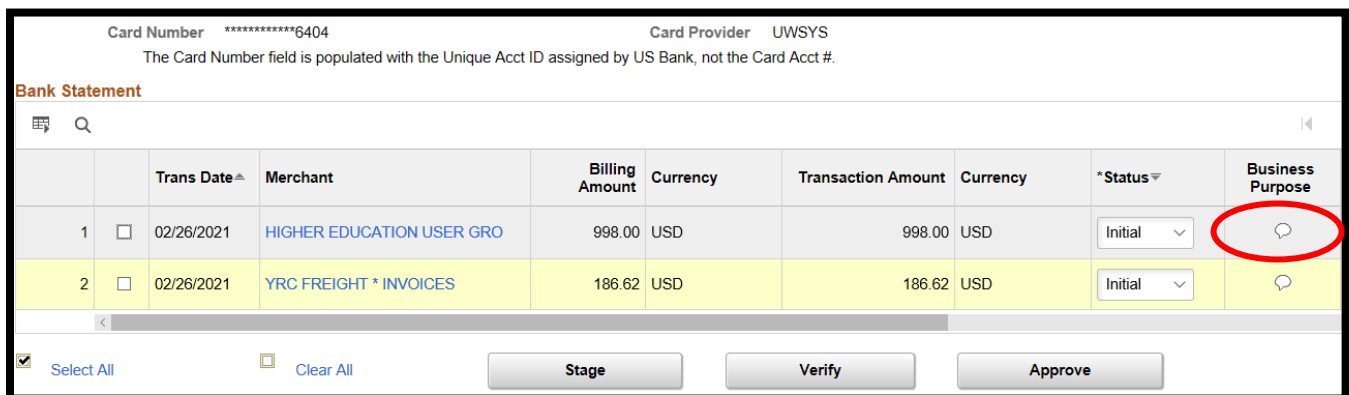 Card Number ************6404 Card Provider UWSYS
The Card Number field is populated with the Unique Acct ID assigned by US Bank, not the Card Acct #.
Bank Statement
Trans Date Merchant Billing Amount Currency Transaction Amount Currency *Status Business Purpose
1 02/26/2021 HIGHER EDUCATION USER GRO 998.00 USD 998.00 USD Initial
2 02/26/2021 YRC FREIGHT * INVOICES 186.62 USD 186.62 USD Initial
Select All Clear All Stage Verify Approve